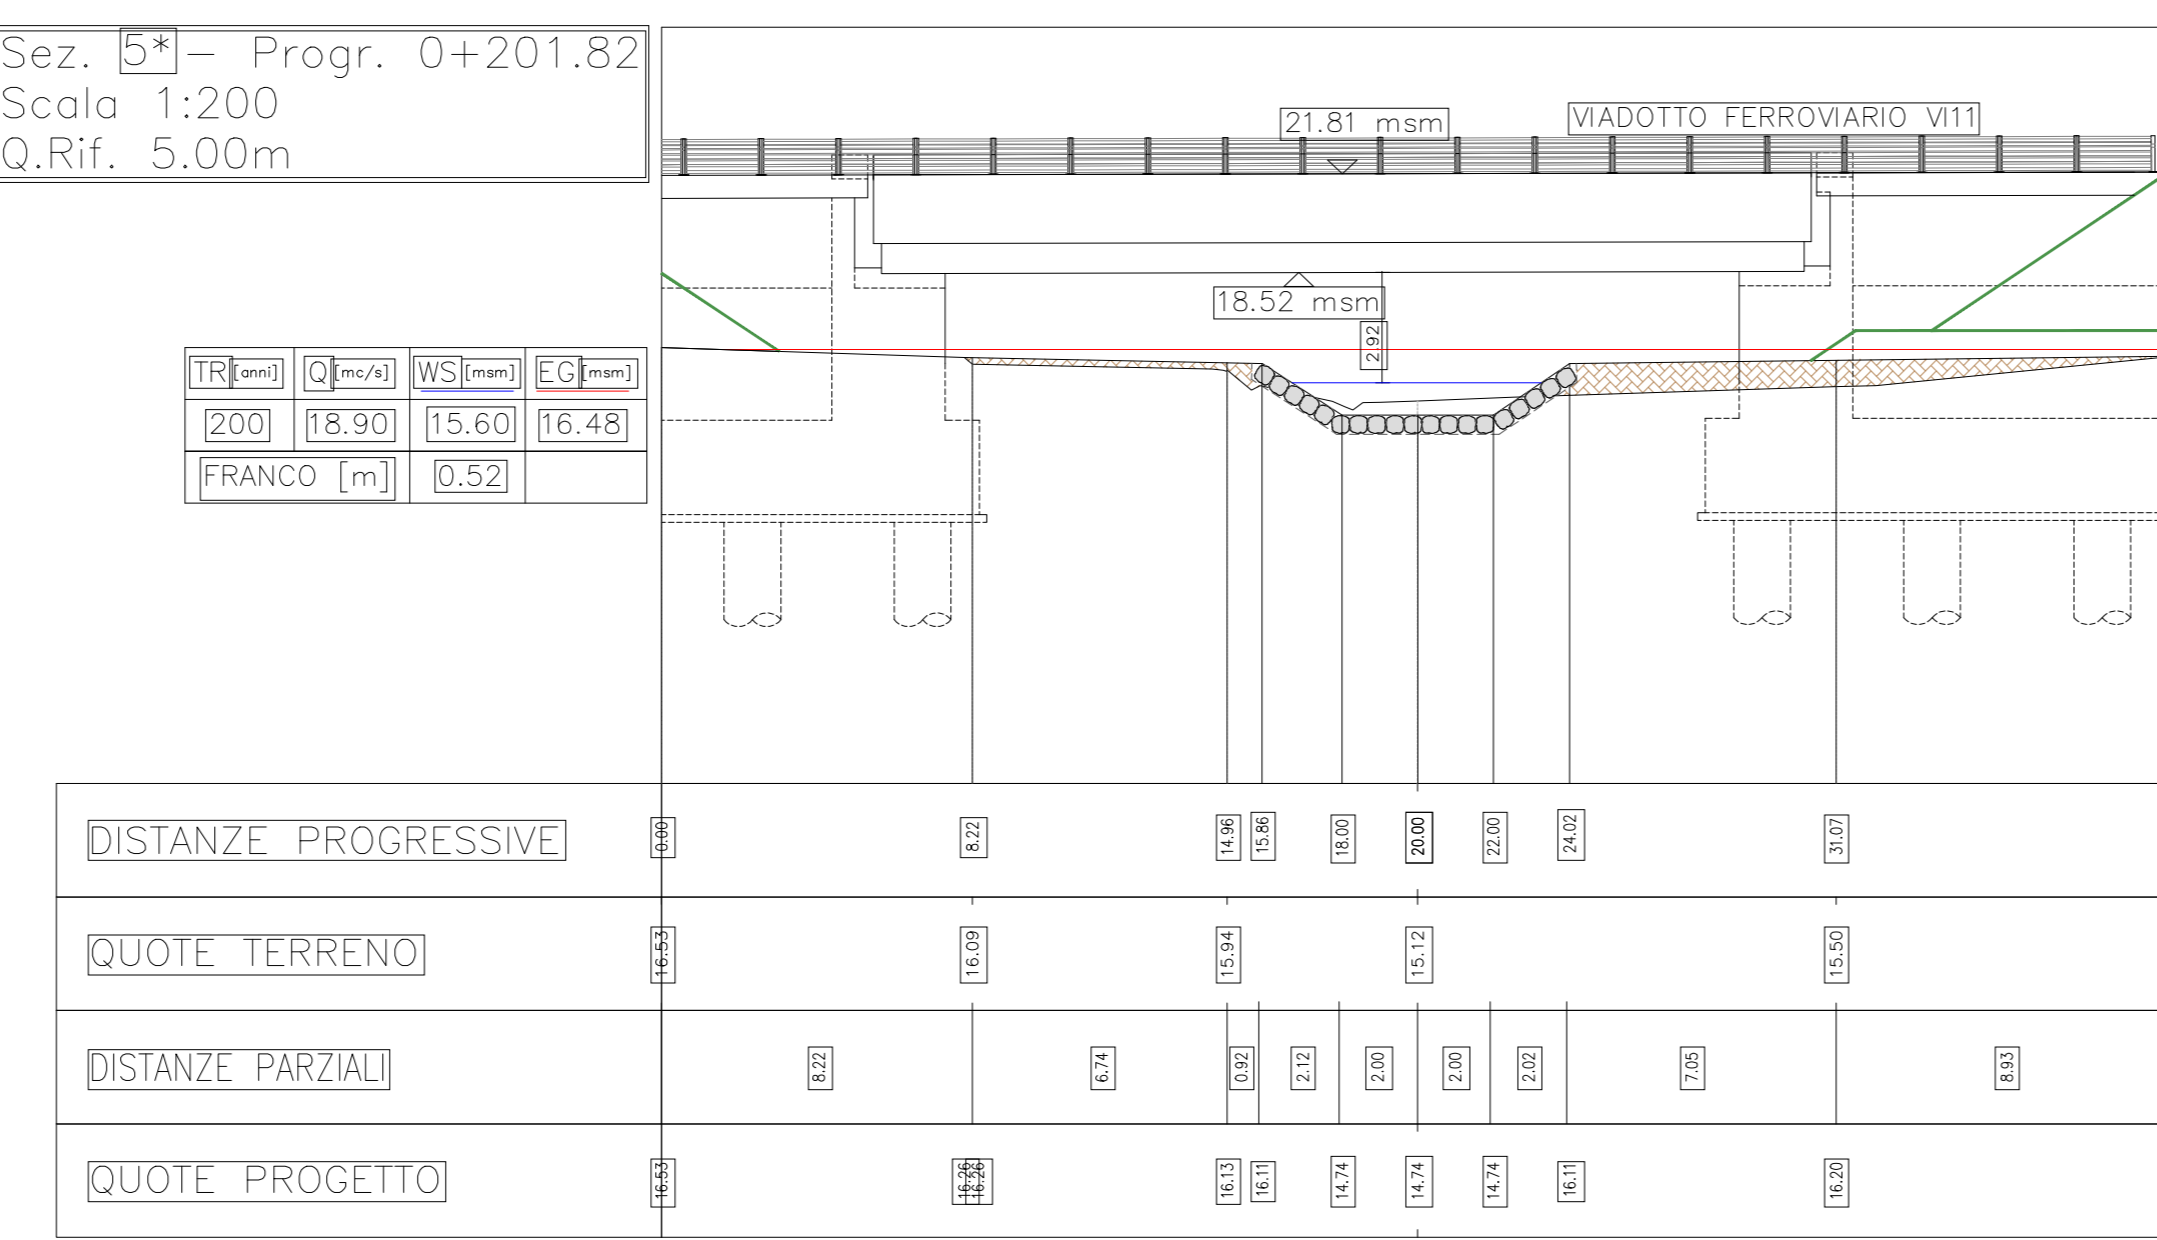 Sez. 5* – Progr. 0+201.82
Scala 1:200
Q.Rif. 5.00m
21.81 msm
VIADOTTO FERROVIARIO VI11
18.52 msm
2.92
TR [anni] Q [mc/s] WS [msm] EG [msm]
200 18.90 15.60 16.48
FRANCO [m] 0.52
DISTANZE PROGRESSIVE 0.00 8.22 14.96 15.86 18.00 20.00 22.00 24.02 31.07
QUOTE TERRENO 16.53 16.09 15.94 15.12 15.50
DISTANZE PARZIALI 8.22 6.74 0.92 2.12 2.00 2.00 2.02 7.05 8.93
QUOTE PROGETTO 16.53 16.26 16.26 16.13 16.11 14.74 14.74 14.74 16.11 16.20